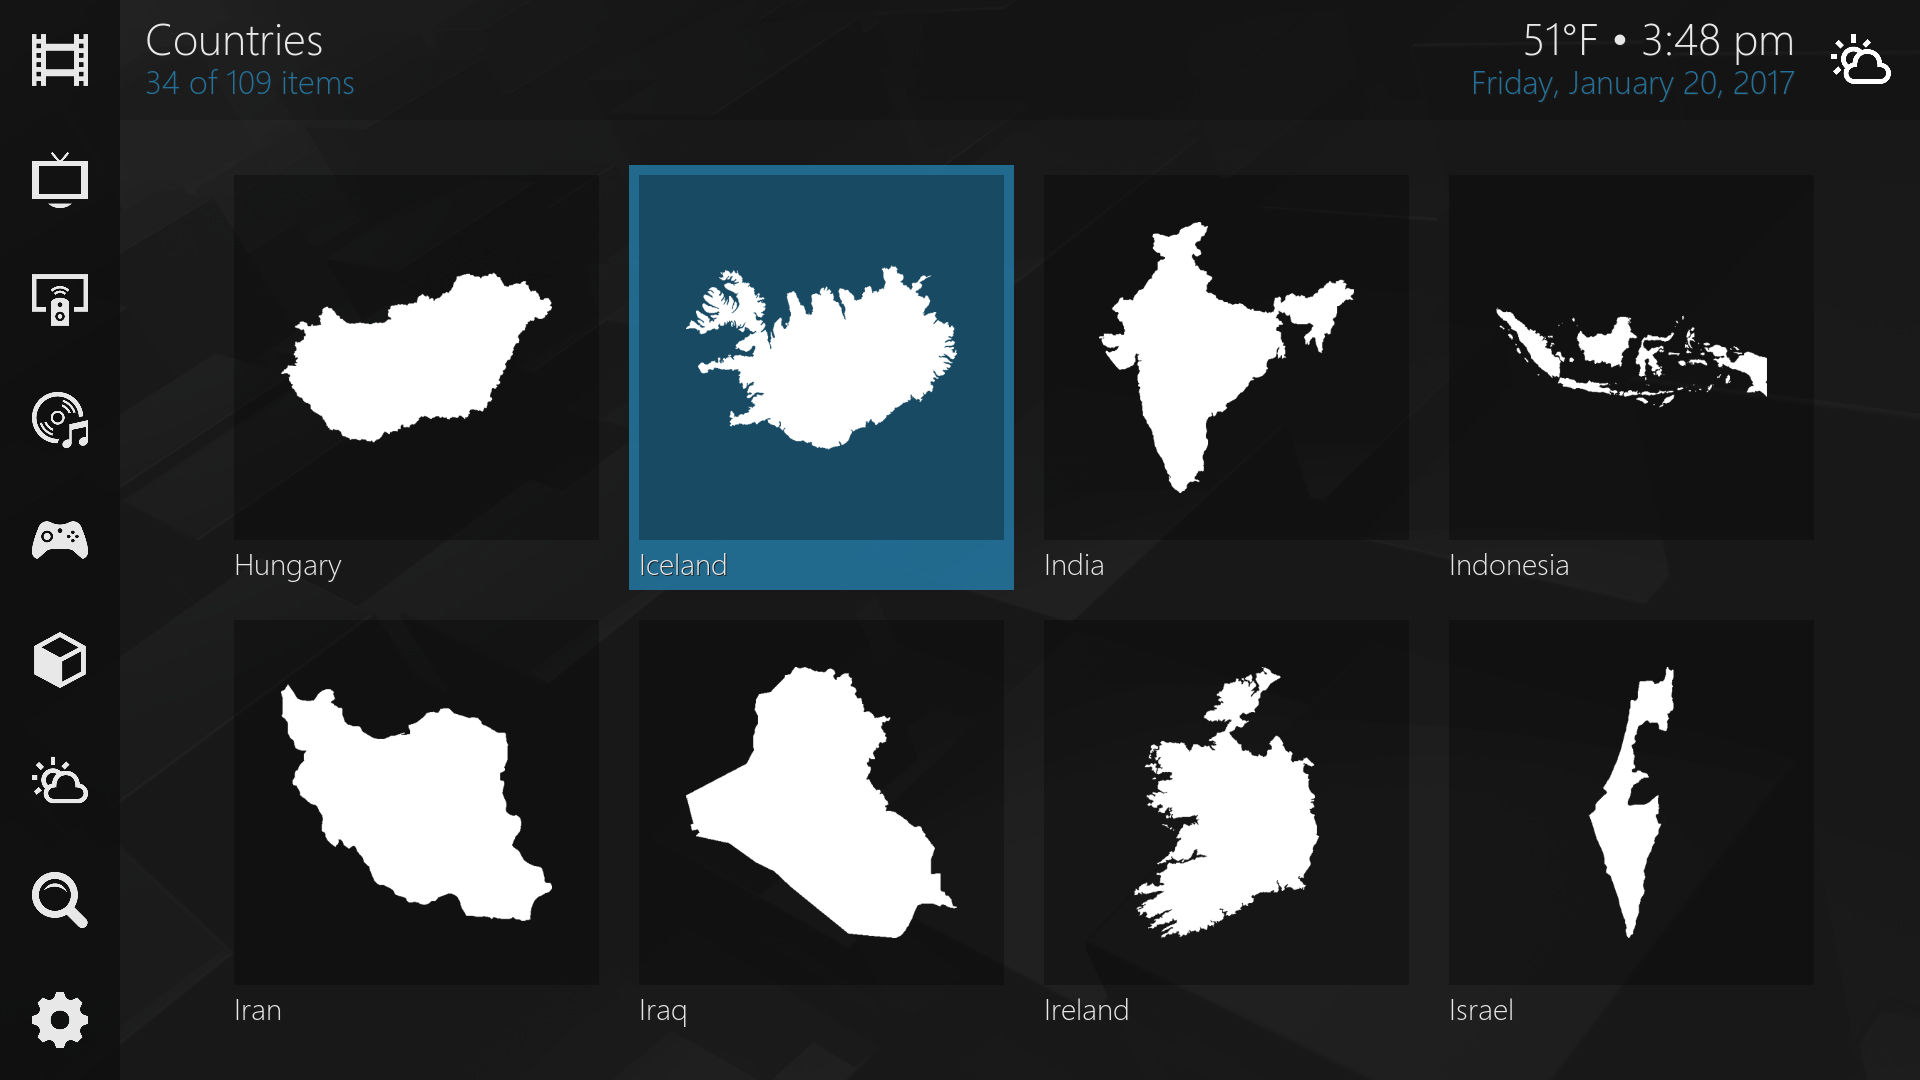 Countries
34 of 109 items
51°F • 3:48 pm
Friday, January 20, 2017
Hungary
Iceland
India
Indonesia
Iran
Iraq
Ireland
Israel